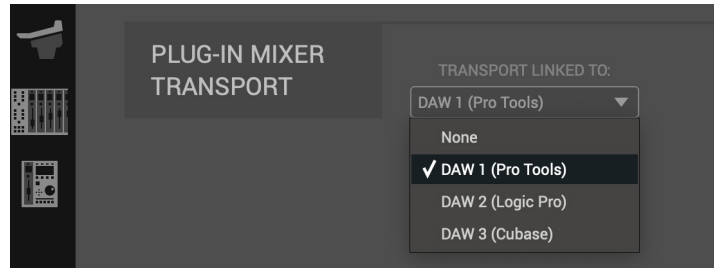 PLUG-IN MIXER
TRANSPORT
TRANSPORT LINKED TO:
DAW 1 (Pro Tools)
None
DAW 1 (Pro Tools)
DAW 2 (Logic Pro)
DAW 3 (Cubase)